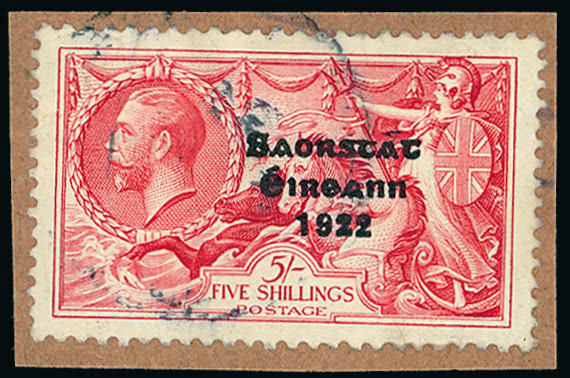 Saorstát
Éireann
1922
5/-
FIVE SHILLINGS
POSTAGE